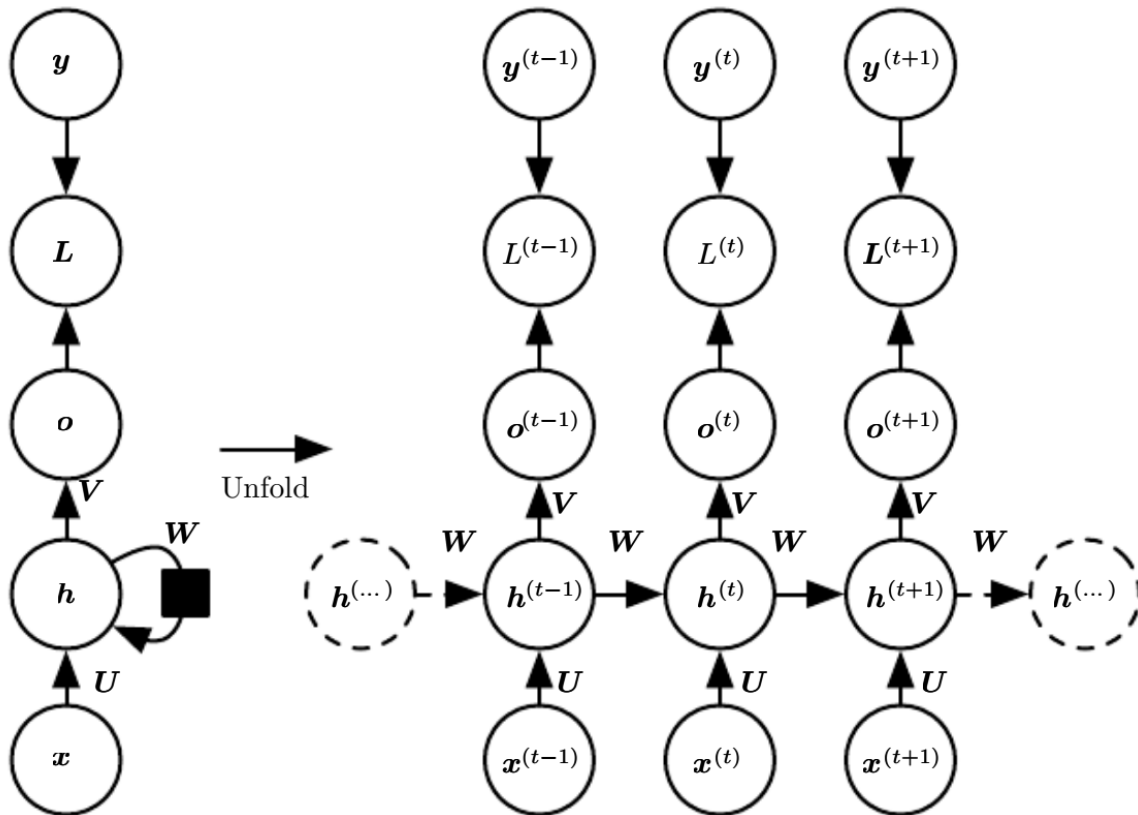 y y^(t−1) y^(t) y^(t+1)
L L^(t−1) L^(t) L^(t+1)
o o^(t−1) o^(t) o^(t+1)
Unfold
V V V V
W W W W W
h h^(...) h^(t−1) h^(t) h^(t+1) h^(...)
U U U U
x x^(t−1) x^(t) x^(t+1)